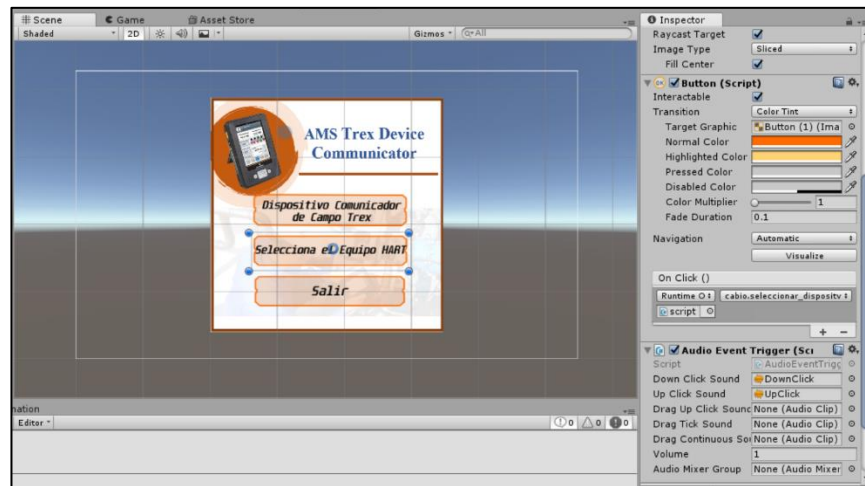 Scene
Game
Asset Store
Shaded
2D
Gizmos
All
AMS Trex Device
Communicator
Dispositivo Comunicador
de Campo Trex
Selecciona el Equipo HART
Salir
Editor
0
0
0
Inspector
Raycast Target
Image Type
Sliced
Fill Center
Button (Script)
Interactable
Transition
Color Tint
Target Graphic
Button (1) (Ima
Normal Color
Highlighted Color
Pressed Color
Disabled Color
Color Multiplier
1
Fade Duration
0.1
Navigation
Automatic
Visualize
On Click ()
Runtime O
cabio.seleccionar_dispositv
script
Audio Event Trigger (Sci
Script
AudioEventTrigg
Down Click Sound
DownClick
Up Click Sound
UpClick
Drag Up Click Sound
None (Audio Clip)
Drag Tick Sound
None (Audio Clip)
Drag Continuous So
None (Audio Clip)
Volume
1
Audio Mixer Group
None (Audio Mixer